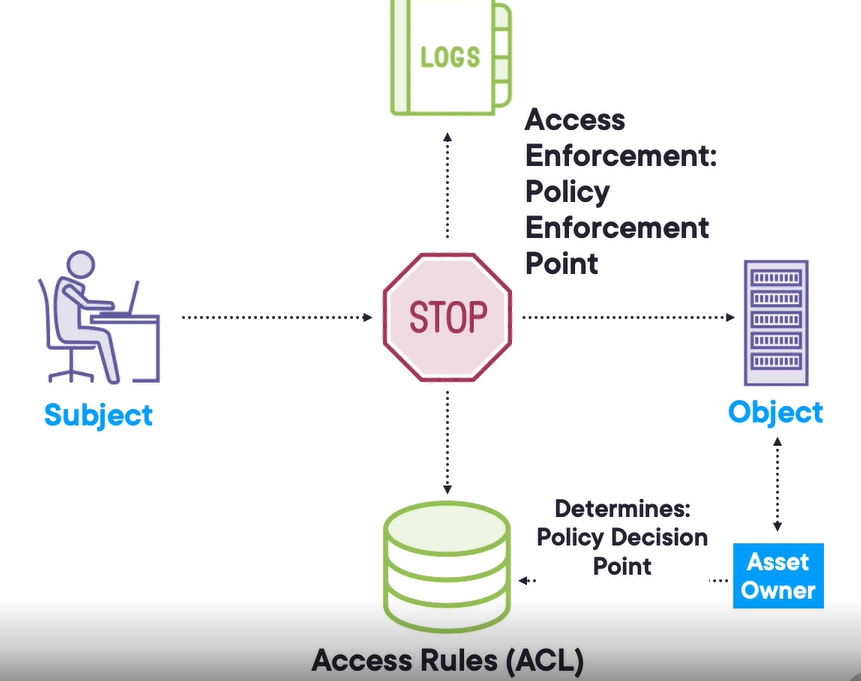 LOGS
Access
Enforcement:
Policy
Enforcement
Point
STOP
Subject
Object
Determines:
Policy Decision
Point
Asset
Owner
Access Rules (ACL)